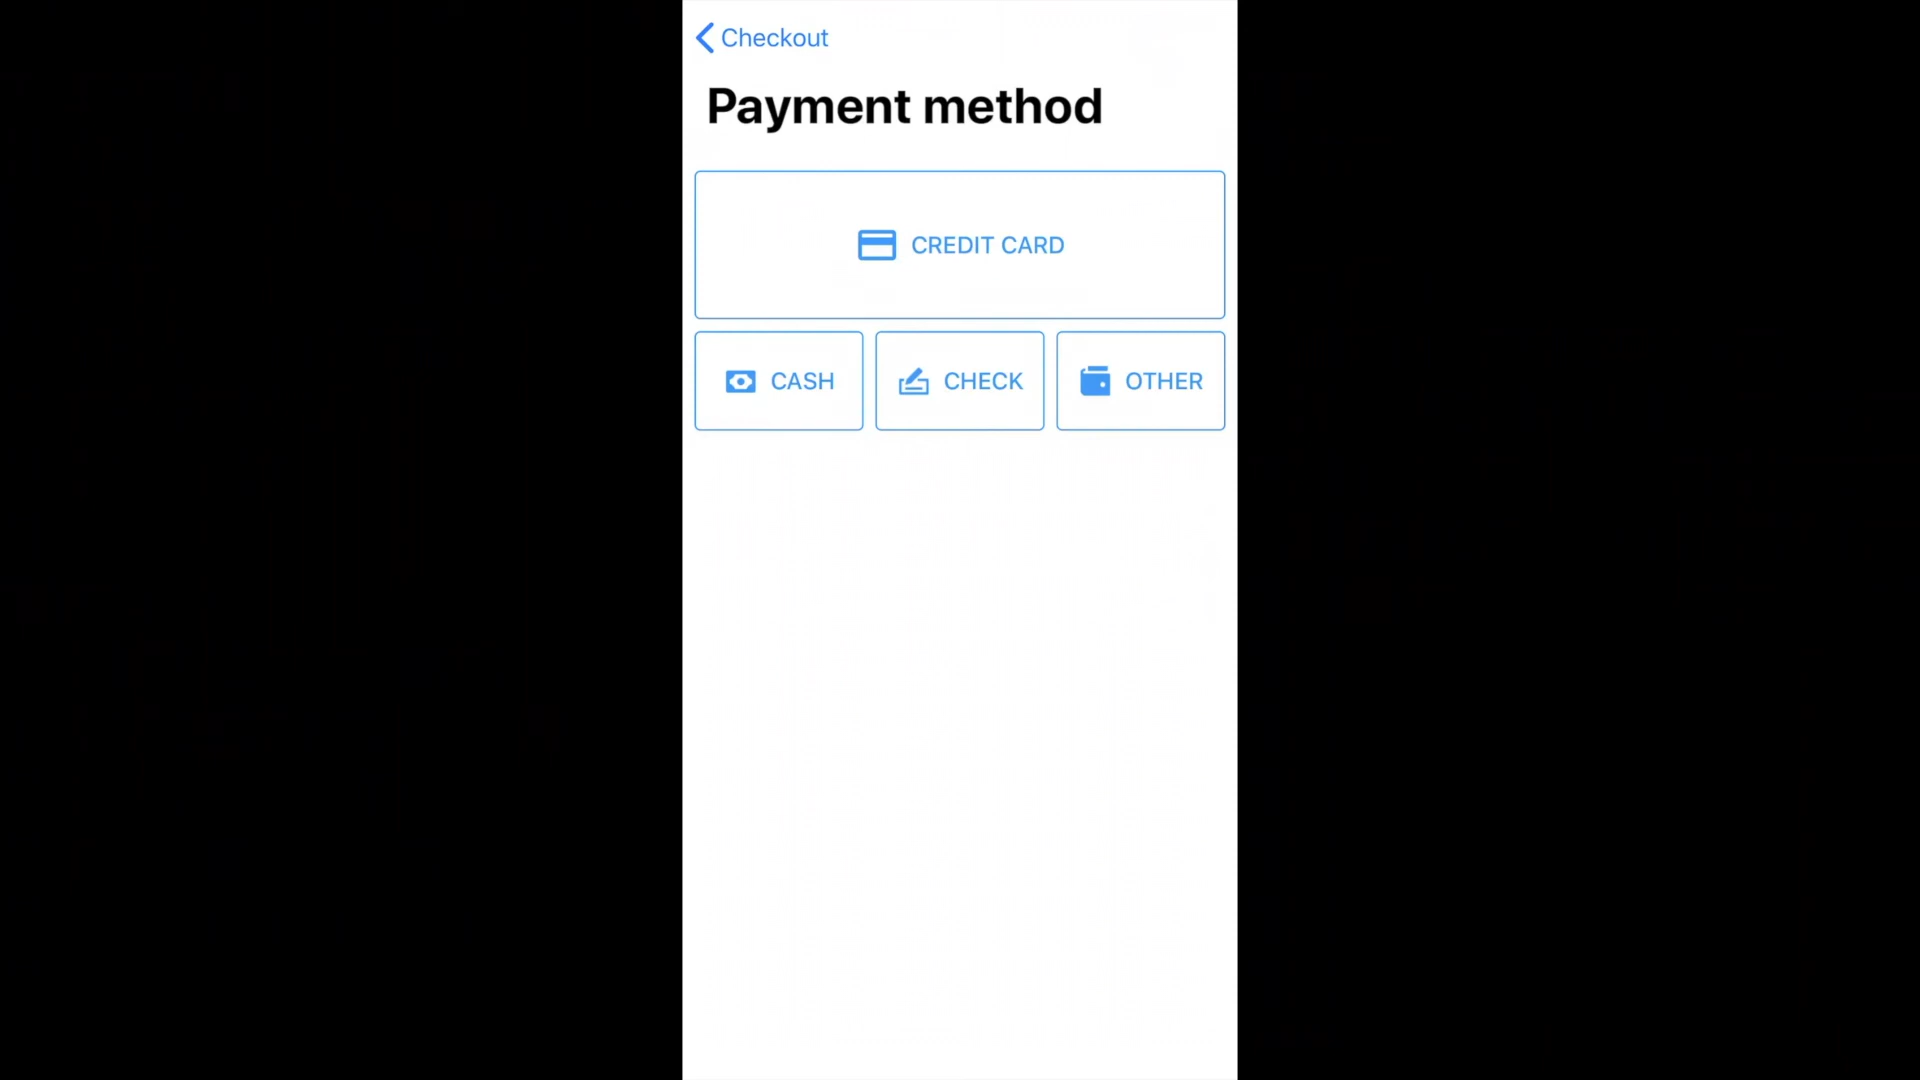 Checkout
Payment method
CREDIT CARD
CASH
CHECK
OTHER